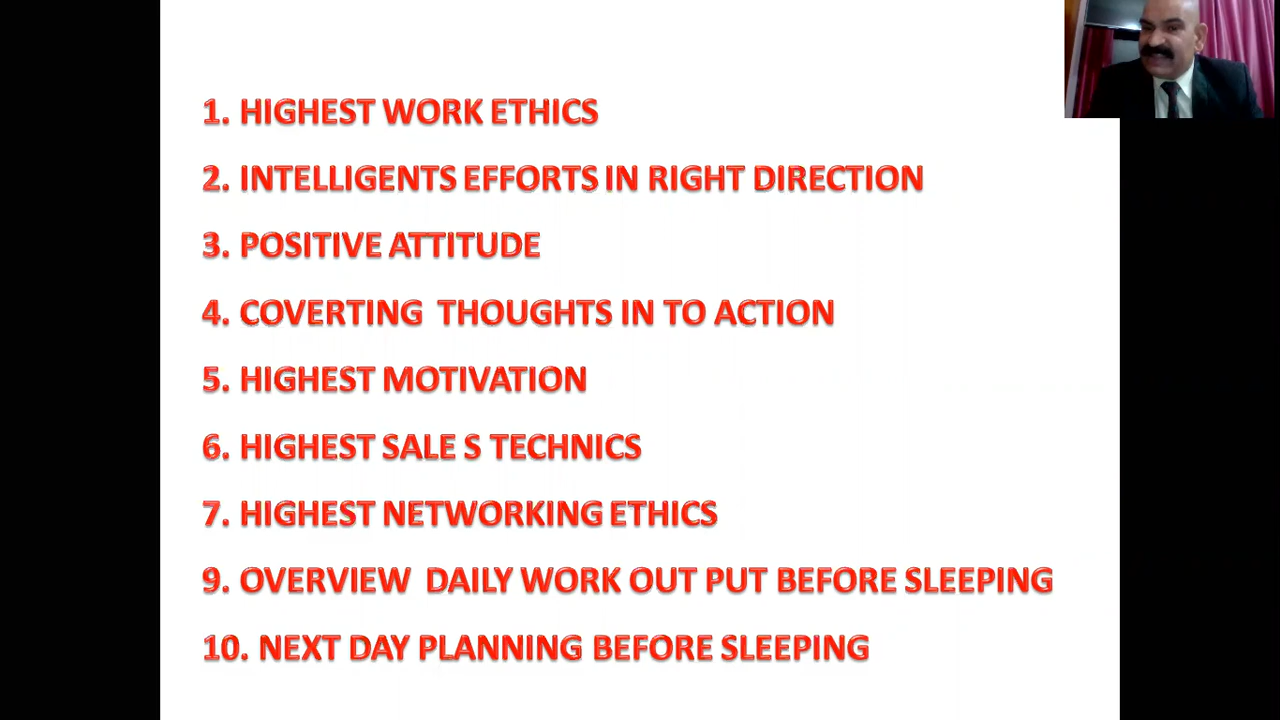 1. HIGHEST WORK ETHICS
2. INTELLIGENTS EFFORTS IN RIGHT DIRECTION
3. POSITIVE ATTITUDE
4. COVERTING THOUGHTS IN TO ACTION
5. HIGHEST MOTIVATION
6. HIGHEST SALE S TECHNICS
7. HIGHEST NETWORKING ETHICS
9. OVERVIEW DAILY WORK OUT PUT BEFORE SLEEPING
10. NEXT DAY PLANNING BEFORE SLEEPING